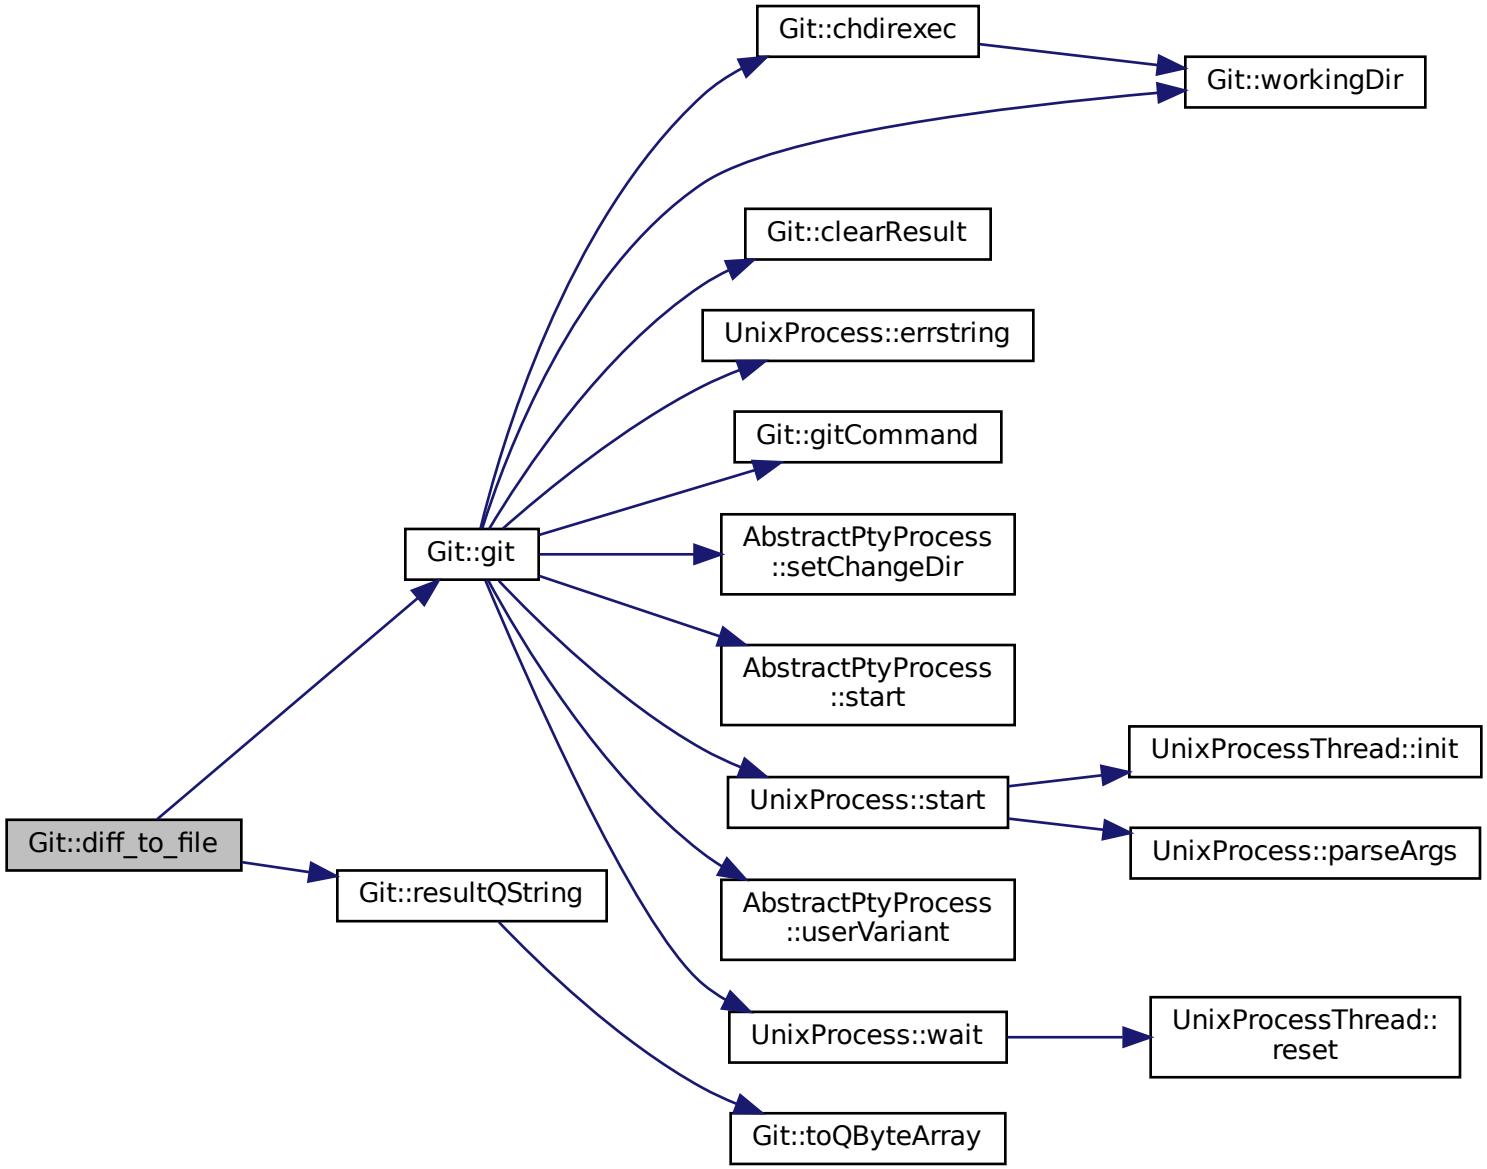 Git::chdirexec
Git::workingDir
Git::clearResult
UnixProcess::errstring
Git::gitCommand
Git::git
AbstractPtyProcess
::setChangeDir
AbstractPtyProcess
::start
UnixProcessThread::init
UnixProcess::start
Git::diff_to_file
UnixProcess::parseArgs
Git::resultQString
AbstractPtyProcess
::userVariant
UnixProcess::wait
UnixProcessThread::
reset
Git::toQByteArray